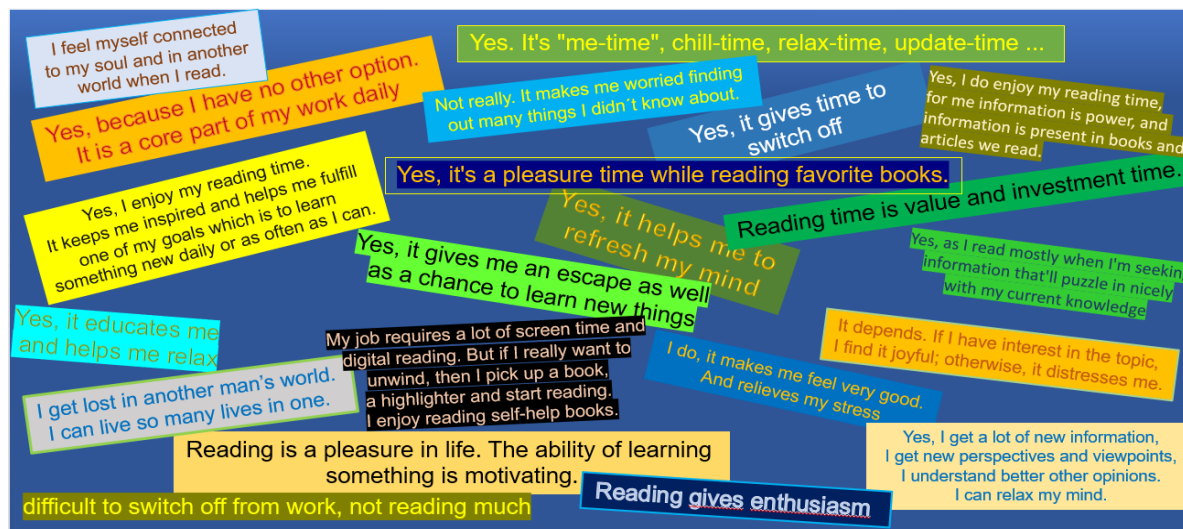 I feel myself connected
to my soul and in another
world when I read.
Yes. It's "me-time", chill-time, relax-time, update-time ...
Yes, because I have no other option.
It is a core part of my work daily
Not really. It makes me worried finding
out many things I didn´t know about.
Yes, it gives time to
switch off
Yes, I do enjoy my reading time,
for me information is power, and
information is present in books and
articles we read.
Yes, it's a pleasure time while reading favorite books.
Yes, I enjoy my reading time.
It keeps me inspired and helps me fulfill
one of my goals which is to learn
something new daily or as often as I can.
Yes, it helps me to
refresh my mind
Reading time is value and investment time.
Yes, it gives me an escape as well
as a chance to learn new things
Yes, as I read mostly when I'm seeking
information that'll puzzle in nicely
with my current knowledge
Yes, it educates me
and helps me relax
My job requires a lot of screen time and
digital reading. But if I really want to
unwind, then I pick up a book,
a highlighter and start reading.
I enjoy reading self-help books.
It depends. If I have interest in the topic,
I find it joyful; otherwise, it distresses me.
I do, it makes me feel very good.
And relieves my stress
I get lost in another man's world.
I can live so many lives in one.
Reading is a pleasure in life. The ability of learning
something is motivating.
Yes, I get a lot of new information,
I get new perspectives and viewpoints,
I understand better other opinions.
I can relax my mind.
Reading gives enthusiasm
difficult to switch off from work, not reading much